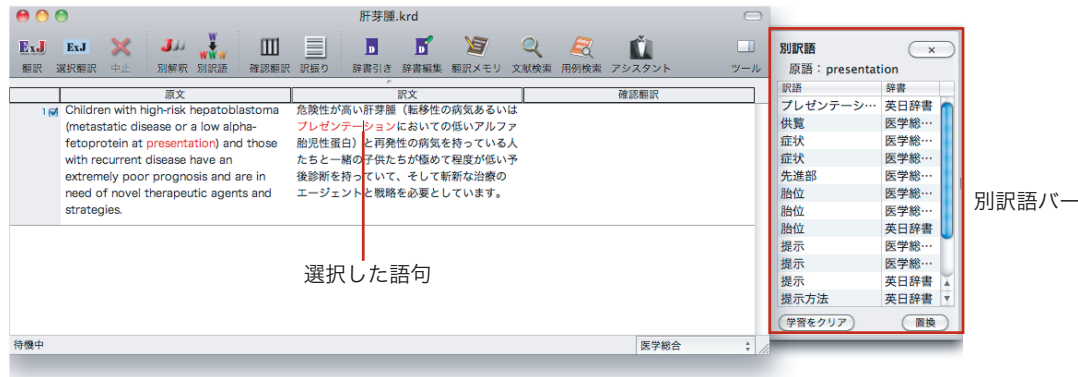 肝芽腫.krd
翻訳 選択翻訳 中止 別解釈 別訳語 確認翻訳 訳振り 辞書引き 辞書編集 翻訳メモリ 文献検索 用例検索 アシスタント ツール
原文 訳文 確認翻訳
1
Children with high-risk hepatoblastoma
(metastatic disease or a low alpha-
fetoprotein at presentation) and those
with recurrent disease have an
extremely poor prognosis and are in
need of novel therapeutic agents and
strategies.
危険性が高い肝芽腫（転移性の病気あるいは
プレゼンテーションにおいての低いアルファ
胎児性蛋白）と再発性の病気を持っている人
たちと一緒の子供たちが極めて程度が低い予
後診断を持っていて、そして斬新な治療の
エージェントと戦略を必要としています。
選択した語句
待機中
医学総合
別訳語
原語：presentation
訳語 辞書
プレゼンテーシ… 英日辞書
供覧 医学総…
症状 医学総…
症状 医学総…
先進部 医学総…
胎位 医学総…
胎位 医学総…
胎位 英日辞書
提示 医学総…
提示 医学総…
提示 英日辞書
提示方法 英日辞書
学習をクリア 置換
別訳語バー